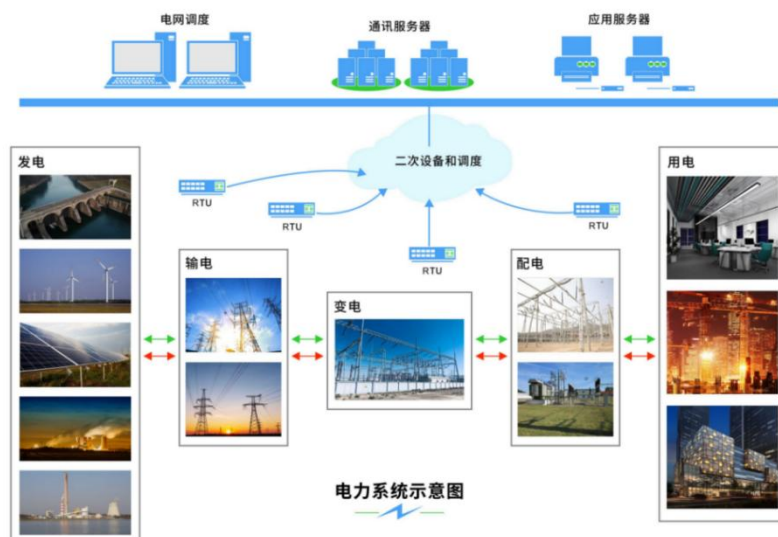 电网调度
通讯服务器
应用服务器
二次设备和调度
发电
用电
RTU
RTU
RTU
RTU
输电
变电
配电
电力系统示意图